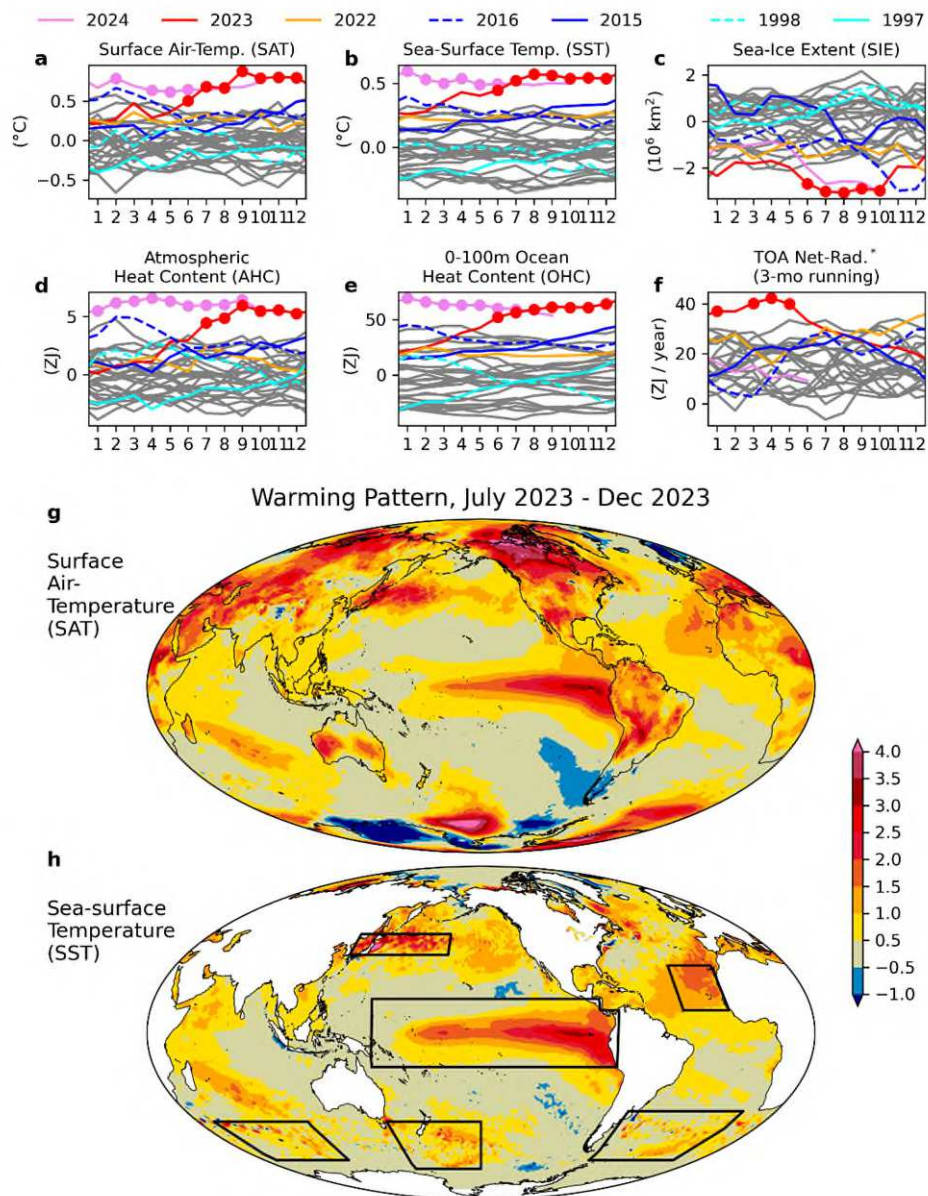 2024 2023 2022 2016 2015 1998 1997
a Surface Air-Temp. (SAT)
(°C)
0.5
0.0
−0.5
1 2 3 4 5 6 7 8 9 10 11 12
b Sea-Surface Temp. (SST)
(°C)
0.5
0.0
1 2 3 4 5 6 7 8 9 10 11 12
c Sea-Ice Extent (SIE)
(10⁶ km²)
2
0
−2
1 2 3 4 5 6 7 8 9 10 11 12
d Atmospheric
Heat Content (AHC)
(ZJ)
5
0
1 2 3 4 5 6 7 8 9 10 11 12
e 0-100m Ocean
Heat Content (OHC)
(ZJ)
50
0
1 2 3 4 5 6 7 8 9 10 11 12
f TOA Net-Rad.*
(3-mo running)
(ZJ / year)
40
20
0
1 2 3 4 5 6 7 8 9 10 11 12
Warming Pattern, July 2023 - Dec 2023
g
Surface
Air-
Temperature
(SAT)
h
Sea-surface
Temperature
(SST)
4.0
3.5
3.0
2.5
2.0
1.5
1.0
0.5
−0.5
−1.0